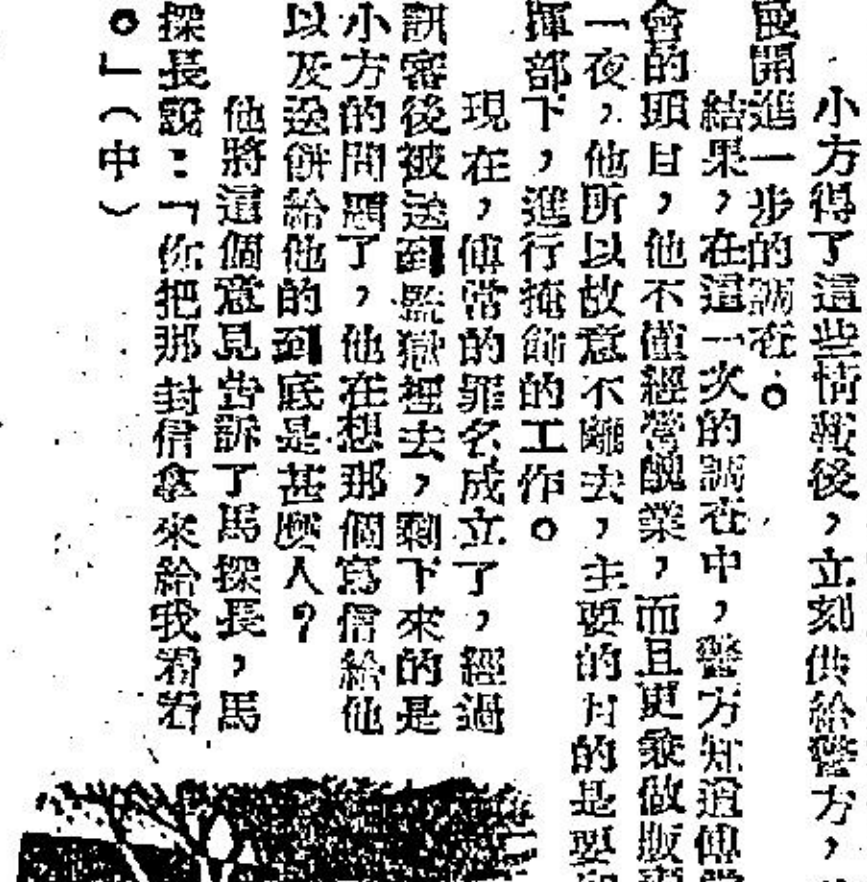 小方得了這些情報後，立刻供給警方，
展開進一步的調查。
結果，在這一次的調查中，警方知道傅常
會的頭目，他不僅經營醜業，而且更兼做販
一夜，他所以故意不離去，主要的目的是要
揮部下，進行掩飾的工作。
現在，傅常的罪名成立了，經過
訊審後被送到監獄裡去，剩下來的是
小方的問題了，他在想那個寫信給他
以及送餅給他的到底是甚麼人？
他將這個意見告訴了馬探長，馬
探長說：「你把那封信拿來給我看看
。」（中）